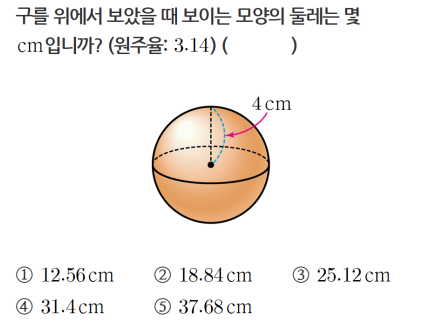 구를 위에서 보았을 때 보이는 모양의 둘레는 몇
cm입니까? (원주율: 3.14) (          )
4 cm
① 12.56 cm ② 18.84 cm ③ 25.12 cm
④ 31.4 cm ⑤ 37.68 cm